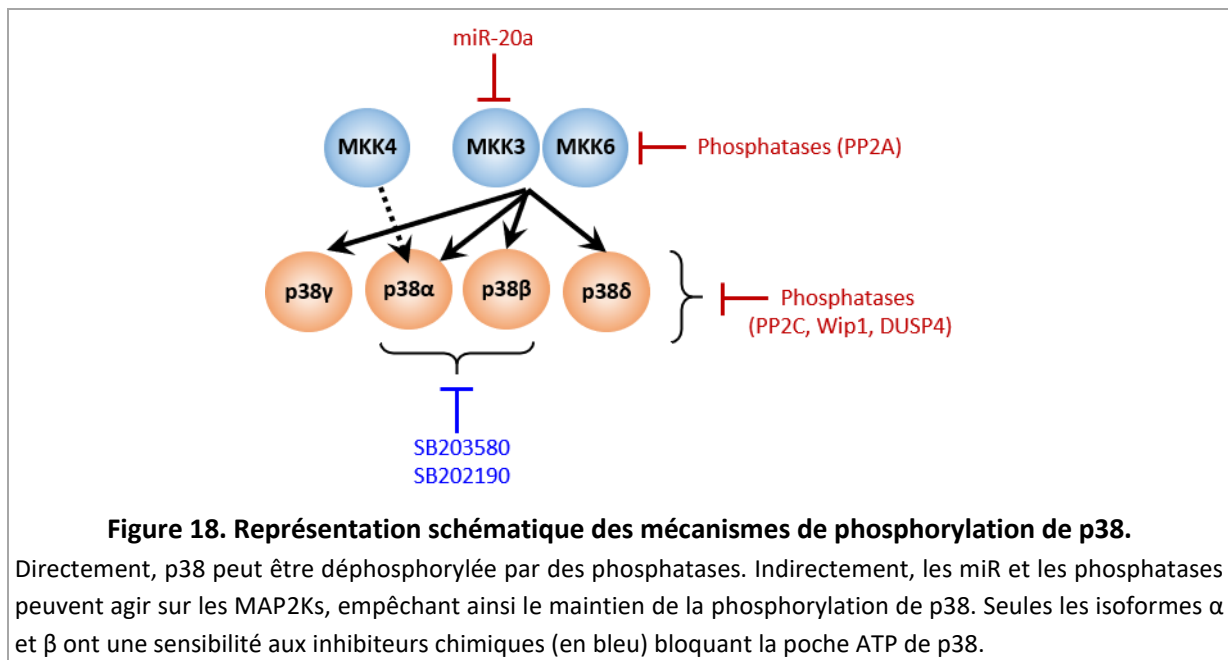 miR-20a
MKK4 MKK3 MKK6 Phosphatases (PP2A)
p38γ p38α p38β p38δ Phosphatases
(PP2C, Wip1, DUSP4)
SB203580
SB202190
Figure 18. Représentation schématique des mécanismes de phosphorylation de p38.
Directement, p38 peut être déphosphorylée par des phosphatases. Indirectement, les miR et les phosphatases
peuvent agir sur les MAP2Ks, empêchant ainsi le maintien de la phosphorylation de p38. Seules les isoformes α
et β ont une sensibilité aux inhibiteurs chimiques (en bleu) bloquant la poche ATP de p38.